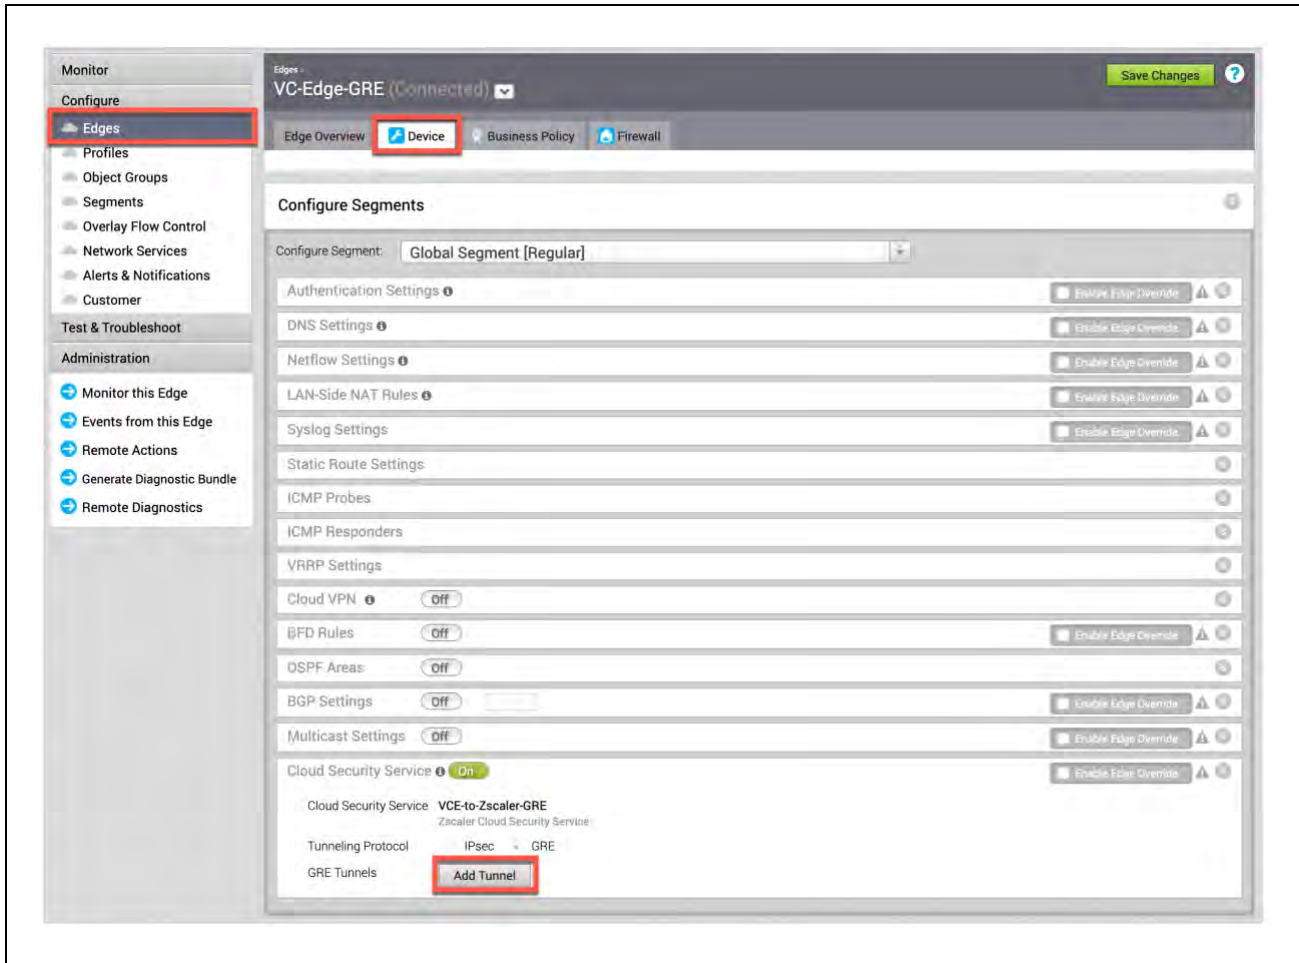 Monitor
Configure
Edges
Profiles
Object Groups
Segments
Overlay Flow Control
Network Services
Alerts & Notifications
Customer
Test & Troubleshoot
Administration
Monitor this Edge
Events from this Edge
Remote Actions
Generate Diagnostic Bundle
Remote Diagnostics
Edges
VC-Edge-GRE (Connected)
Save Changes ?
Edge Overview Device Business Policy Firewall
Configure Segments
Configure Segment: Global Segment [Regular]
Authentication Settings Enable Edge Override
DNS Settings Enable Edge Override
Netflow Settings Enable Edge Override
LAN-Side NAT Rules Enable Edge Override
Syslog Settings Enable Edge Override
Static Route Settings
ICMP Probes
ICMP Responders
VRRP Settings
Cloud VPN Off
BFD Rules Off Enable Edge Override
OSPF Areas Off
BGP Settings Off Enable Edge Override
Multicast Settings Off Enable Edge Override
Cloud Security Service On Enable Edge Override
Cloud Security Service VCE-to-Zscaler-GRE
Zscaler Cloud Security Service
Tunneling Protocol IPsec GRE
GRE Tunnels Add Tunnel